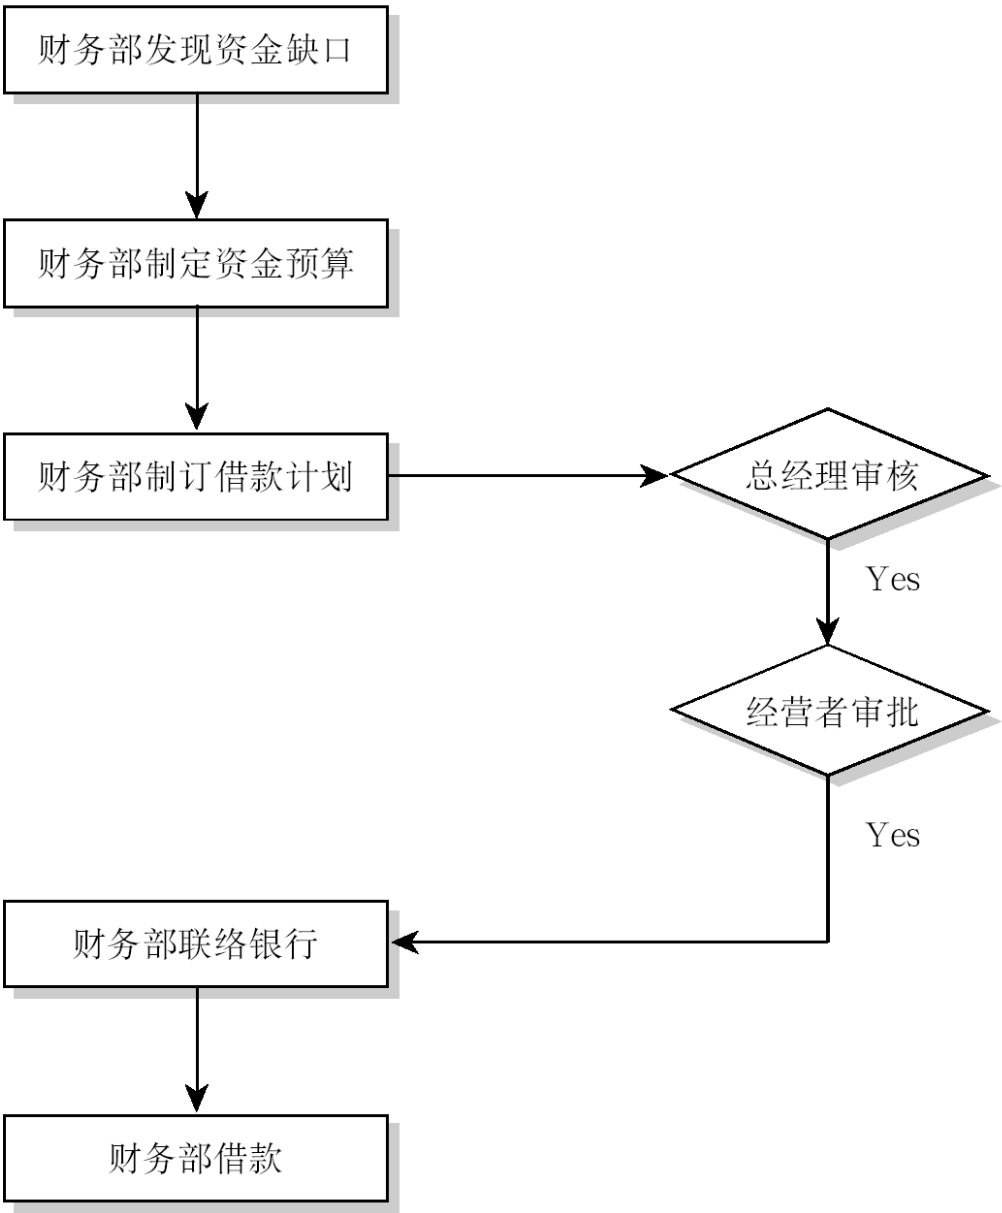 财务部发现资金缺口
财务部制定资金预算
财务部制订借款计划
总经理审核
Yes
经营者审批
Yes
财务部联络银行
财务部借款